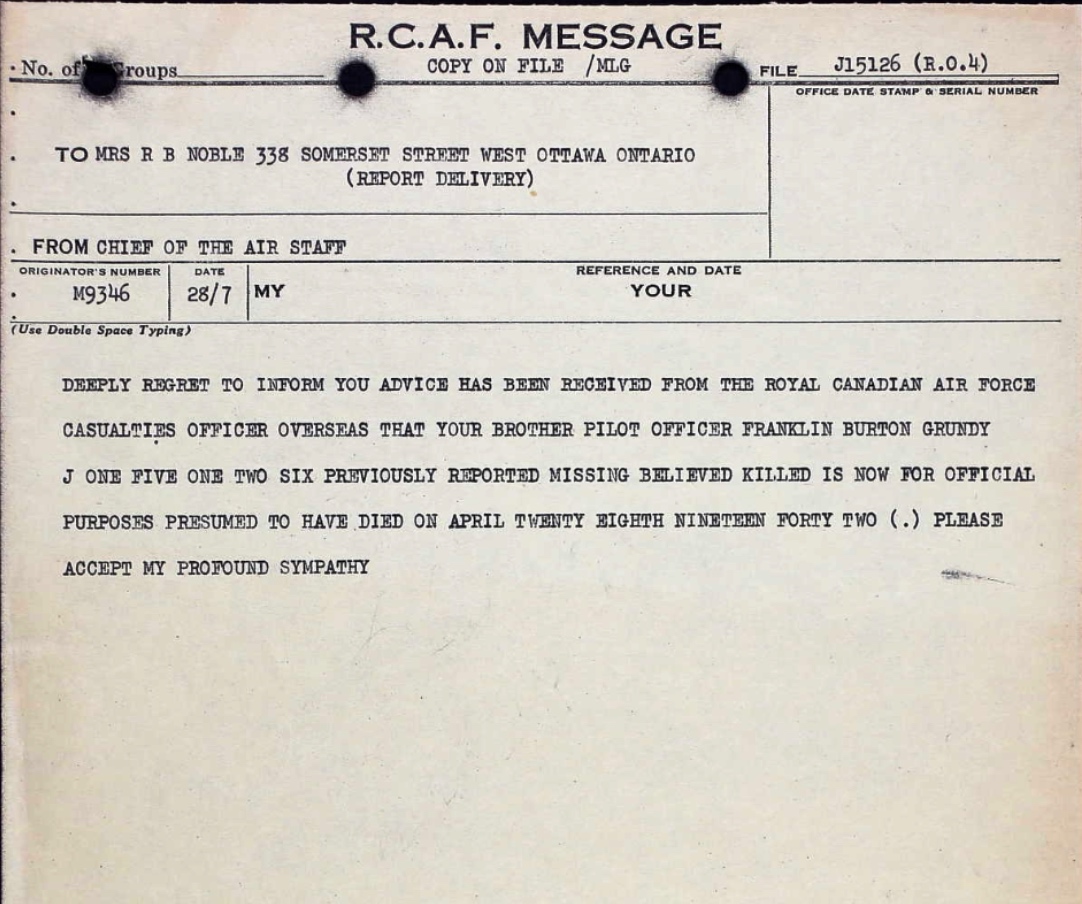 R.C.A.F. MESSAGE
No. of Groups
COPY ON FILE /MLG
FILE J15126 (R.O.4)
OFFICE DATE STAMP & SERIAL NUMBER
TO MRS R B NOBLE 338 SOMERSET STREET WEST OTTAWA ONTARIO
(REPORT DELIVERY)
FROM CHIEF OF THE AIR STAFF
ORIGINATOR'S NUMBER DATE REFERENCE AND DATE
M9346 28/7 MY YOUR
(Use Double Space Typing)
DEEPLY REGRET TO INFORM YOU ADVICE HAS BEEN RECEIVED FROM THE ROYAL CANADIAN AIR FORCE
CASUALTIES OFFICER OVERSEAS THAT YOUR BROTHER PILOT OFFICER FRANKLIN BURTON GRUNDY
J ONE FIVE ONE TWO SIX PREVIOUSLY REPORTED MISSING BELIEVED KILLED IS NOW FOR OFFICIAL
PURPOSES PRESUMED TO HAVE DIED ON APRIL TWENTY EIGHTH NINETEEN FORTY TWO (.) PLEASE
ACCEPT MY PROFOUND SYMPATHY